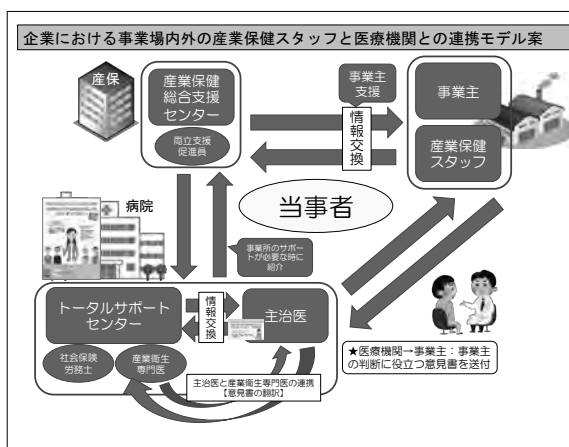 企業における事業場内外の産業保健スタッフと医療機関との連携モデル案
産保
産業保健
総合支援
センター
両立支援
促進員
事業主
支援
情報交換
事業主
産業保健
スタッフ
当事者
病院
事業所のサポー
トが必要な時に
紹介
トータルサポート
センター
情報交換
主治医
社会保険
労務士
産業衛生
専門医
主治医と産業衛生専門医の連携
【意見書の翻訳】
★医療機関→事業主：事業主
の判断に役立つ意見書を送付